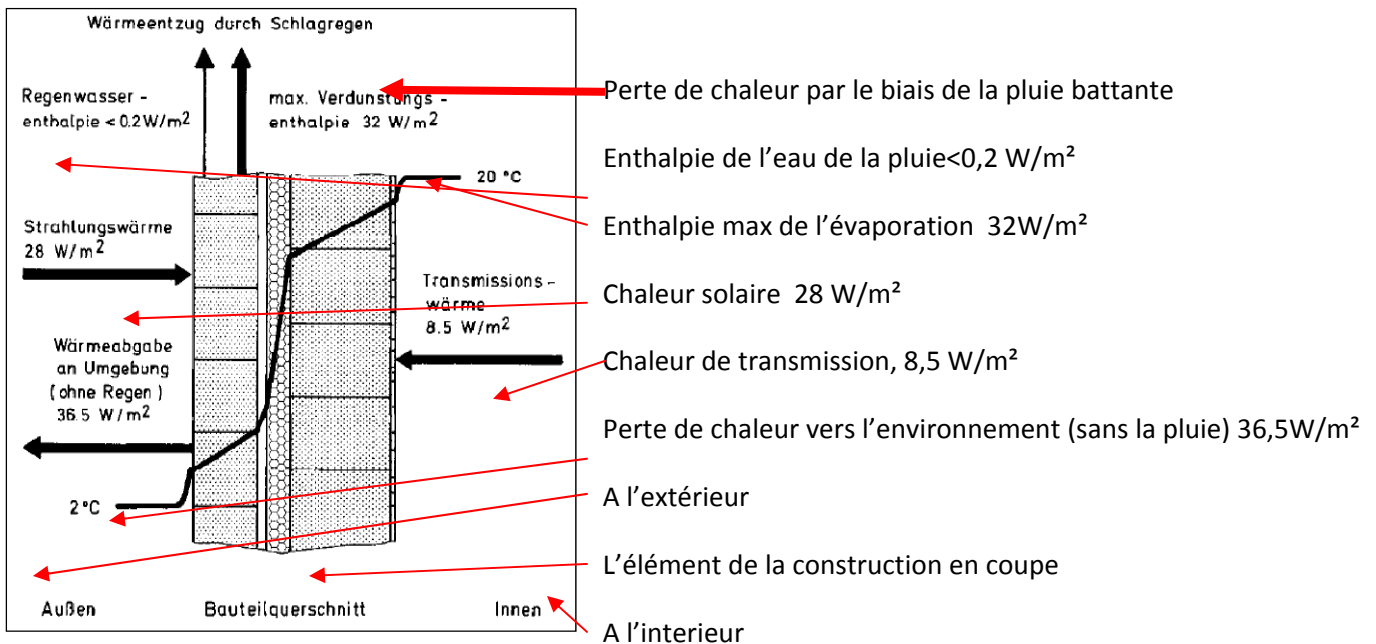 Wärmeentzug durch Schlagregen
Regenwasser -
enthalpie < 0.2W/m²
max. Verdunstungs -
enthalpie 32 W/m²
20 °C
Strahlungswärme
28 W/m²
Transmissions -
wärme
8.5 W/m²
Wärmeabgabe
an Umgebung
(ohne Regen)
36.5 W/m²
2 °C
Außen
Bauteilquerschnitt
Innen
Perte de chaleur par le biais de la pluie battante
Enthalpie de l’eau de la pluie<0,2 W/m²
Enthalpie max de l’évaporation 32W/m²
Chaleur solaire 28 W/m²
Chaleur de transmission, 8,5 W/m²
Perte de chaleur vers l’environnement (sans la pluie) 36,5W/m²
A l’extérieur
L’élément de la construction en coupe
A l’interieur